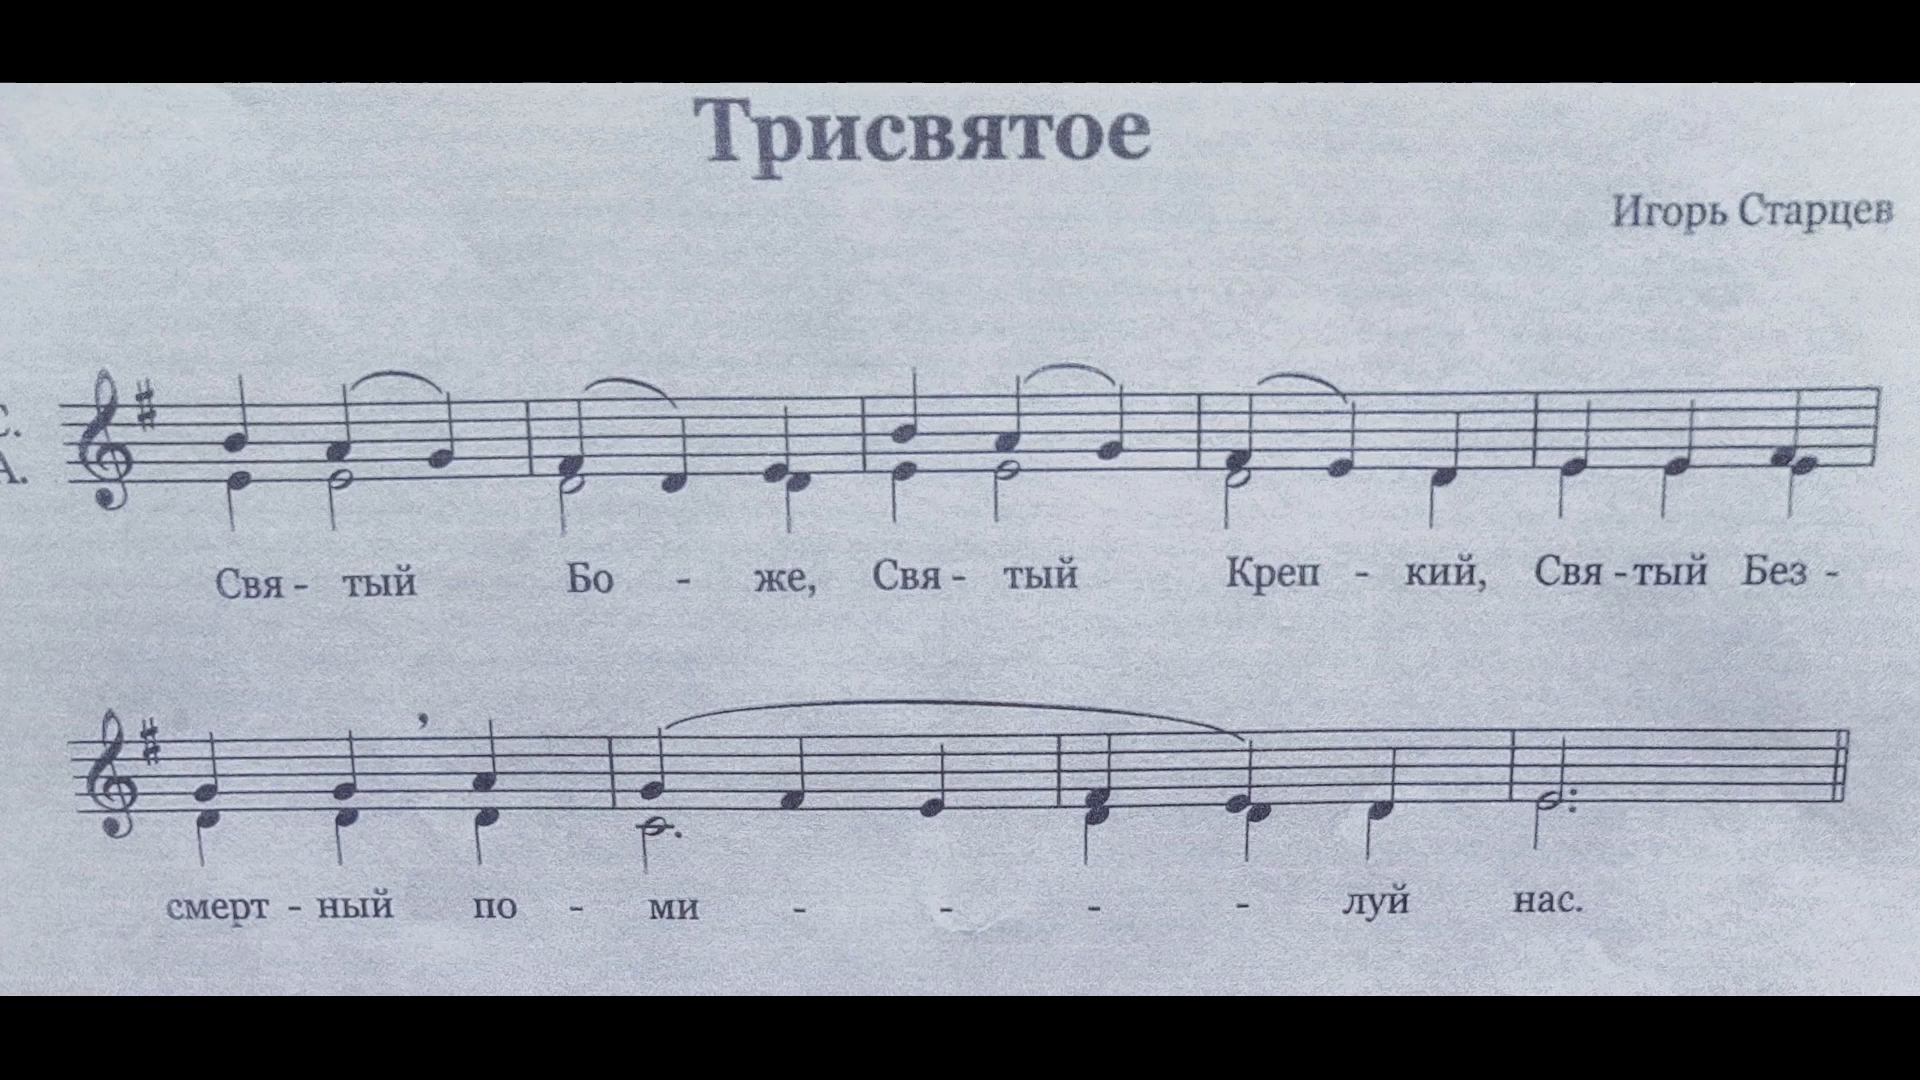 Трисвятое
Игорь Старцев
С.
А.
Свя - тый Бо - же, Свя - тый Креп - кий, Свя - тый Без -
смерт - ный по - ми - - - - луй нас.